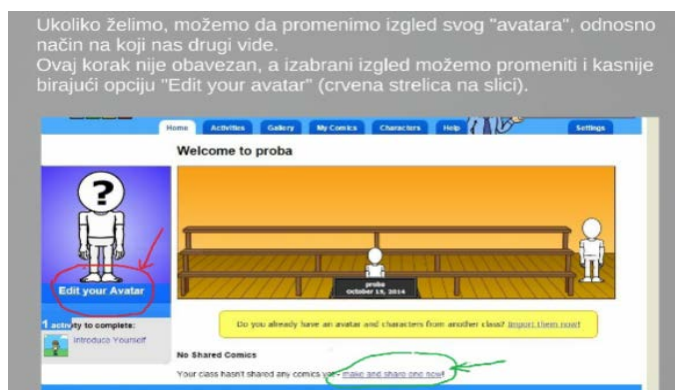 Ukoliko želimo, možemo da promenimo izgled svog "avatara", odnosno
način na koji nas drugi vide.
Ovaj korak nije obavezan, a izabrani izgled možemo promeniti i kasnije
birajući opciju "Edit your avatar" (crvena strelica na slici).
Home Activities Gallery My Comics Characters Help Settings
Welcome to proba
?
Edit your Avatar
proba
October 19, 2014
1 activity to complete:
Introduce Yourself
Do you already have an avatar and characters from another class? Import them now!
No Shared Comics
Your class hasn't shared any comics yet - make and share one now!